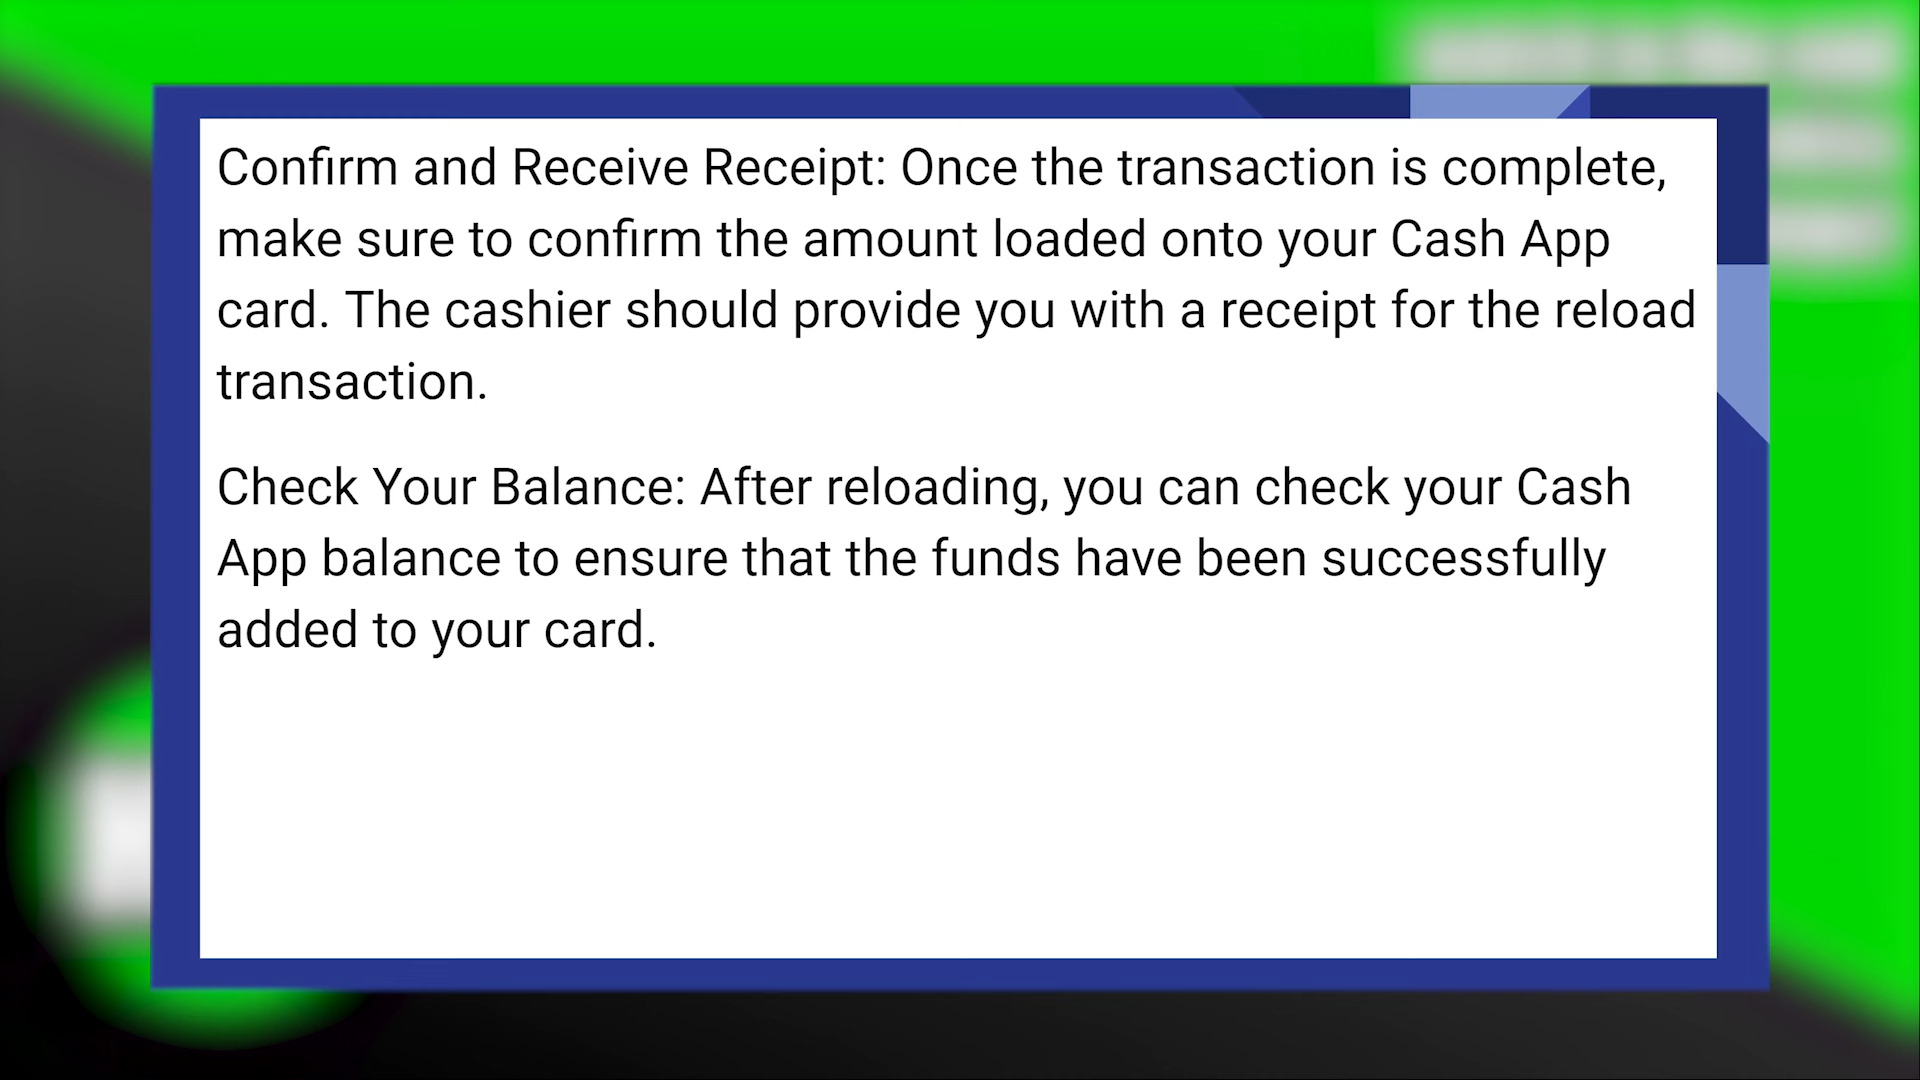 Confirm and Receive Receipt: Once the transaction is complete,
make sure to confirm the amount loaded onto your Cash App
card. The cashier should provide you with a receipt for the reload
transaction.
Check Your Balance: After reloading, you can check your Cash
App balance to ensure that the funds have been successfully
added to your card.